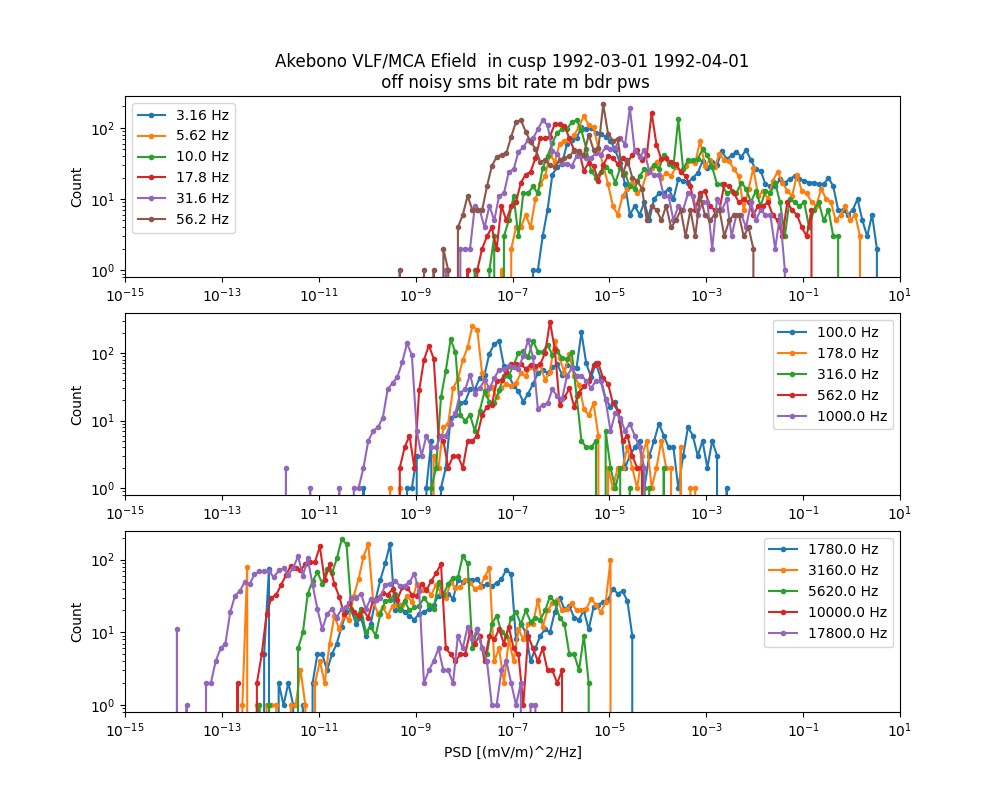 Akebono VLF/MCA Efield  in cusp 1992-03-01 1992-04-01
off noisy sms bit rate m bdr pws
Count
10^2
10^1
10^0
3.16 Hz
5.62 Hz
10.0 Hz
17.8 Hz
31.6 Hz
56.2 Hz
10^−15 10^−13 10^−11 10^−9 10^−7 10^−5 10^−3 10^−1 10^1
Count
10^2
10^1
10^0
100.0 Hz
178.0 Hz
316.0 Hz
562.0 Hz
1000.0 Hz
10^−15 10^−13 10^−11 10^−9 10^−7 10^−5 10^−3 10^−1 10^1
Count
10^2
10^1
10^0
1780.0 Hz
3160.0 Hz
5620.0 Hz
10000.0 Hz
17800.0 Hz
10^−15 10^−13 10^−11 10^−9 10^−7 10^−5 10^−3 10^−1 10^1
PSD [(mV/m)^2/Hz]